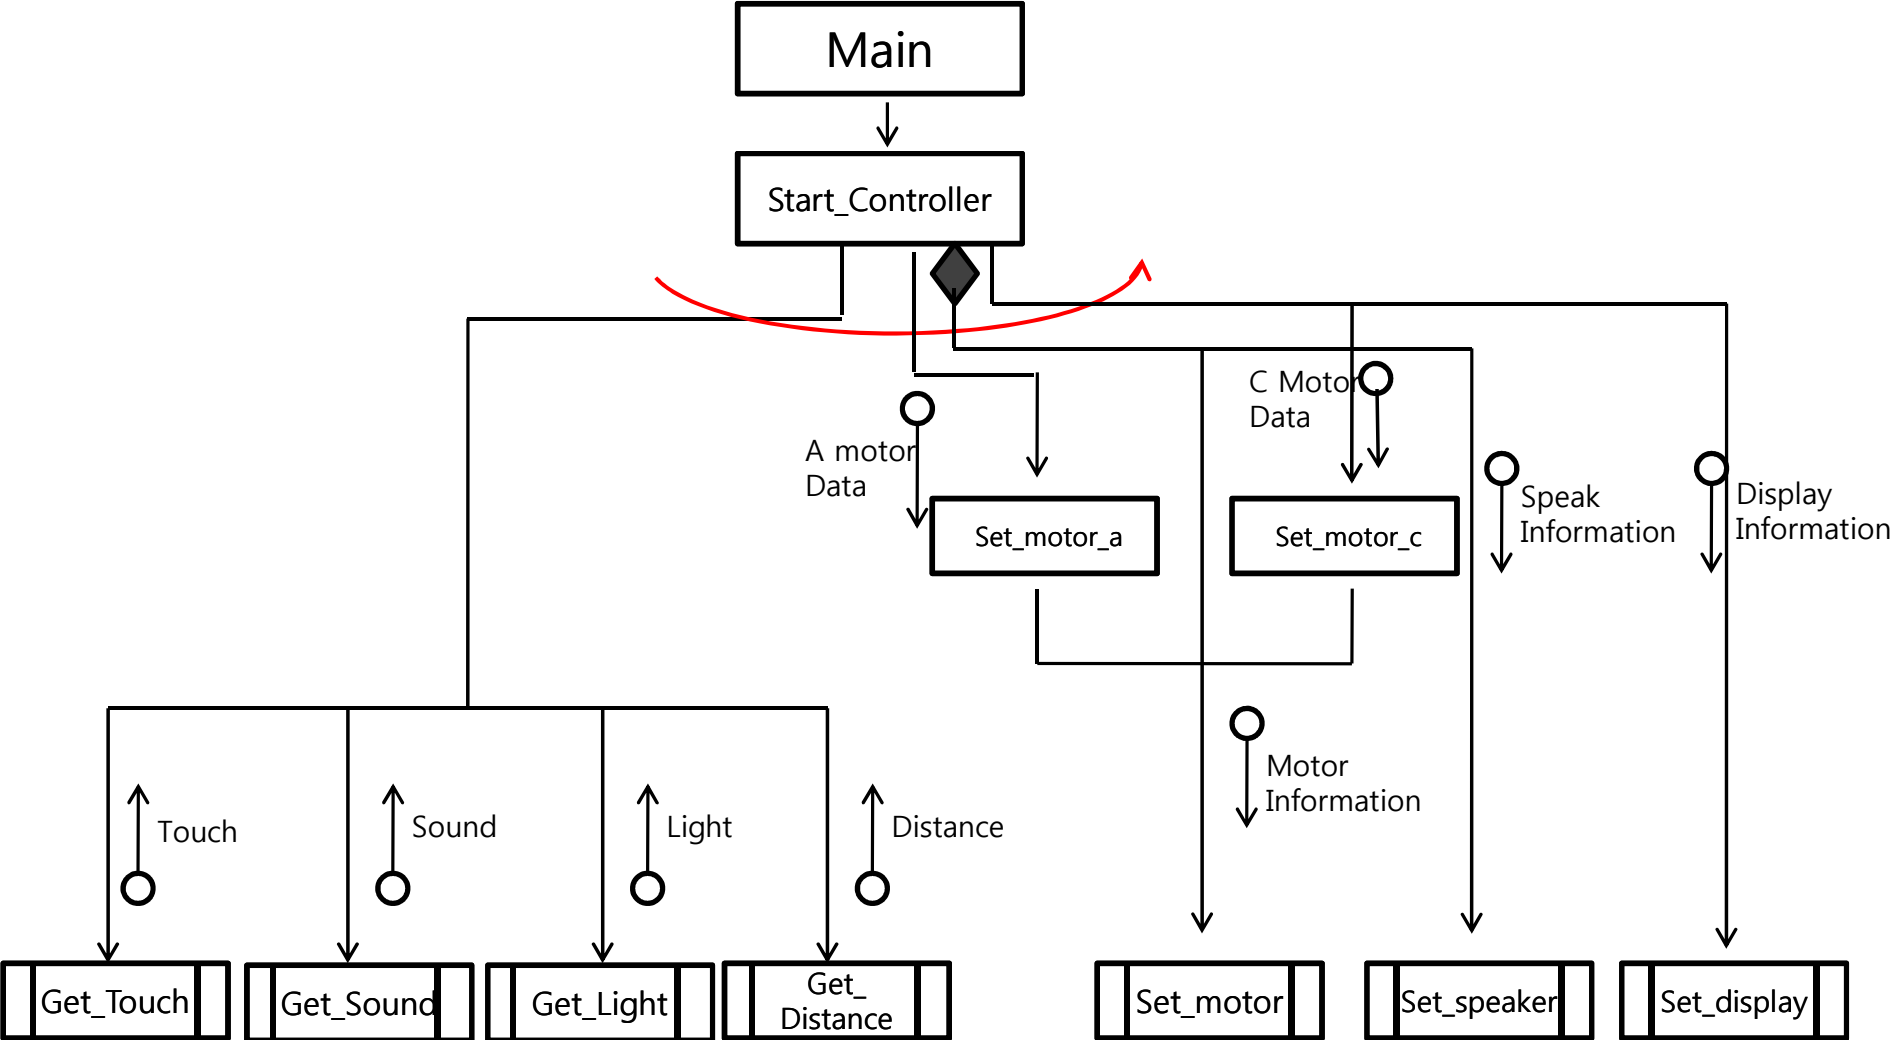 Main
Start_Controller
C Motor
Data
A motor
Data
Speak
Information
Display
Information
Set_motor_a
Set_motor_c
Motor
Information
Touch
Sound
Light
Distance
Get_Touch
Get_Sound
Get_Light
Get_
Distance
Set_motor
Set_speaker
Set_display